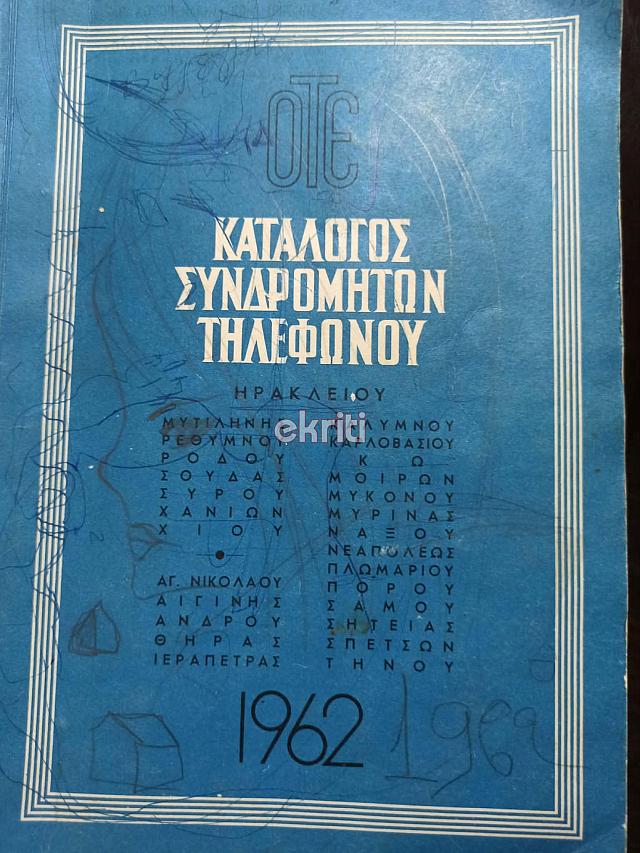 ΟΤΕ
ΚΑΤΑΛΟΓΟΣ
ΣΥΝΔΡΟΜΗΤΩΝ
ΤΗΛΕΦΩΝΟΥ
ΗΡΑΚΛΕΙΟΥ
ΜΥΤΙΛΗΝΗΣ
ΡΕΘΥΜΝΟΥ
ΡΟΔΟΥ
ΣΟΥΔΑΣ
ΣΥΡΟΥ
ΧΑΝΙΩΝ
ΧΙΟΥ
ΑΓ. ΝΙΚΟΛΑΟΥ
ΑΙΓΙΝΗΣ
ΑΝΔΡΟΥ
ΘΗΡΑΣ
ΙΕΡΑΠΕΤΡΑΣ
ΚΑΛΥΜΝΟΥ
ΚΑΡΛΟΒΑΣΙΟΥ
ΚΩ
ΜΟΙΡΩΝ
ΜΥΚΟΝΟΥ
ΜΥΡΙΝΑΣ
ΝΑΞΟΥ
ΝΕΑΠΟΛΕΩΣ
ΠΛΩΜΑΡΙΟΥ
ΠΟΡΟΥ
ΣΑΜΟΥ
ΣΗΤΕΙΑΣ
ΣΠΕΤΣΩΝ
ΤΗΝΟΥ
ekriti
1962
1962